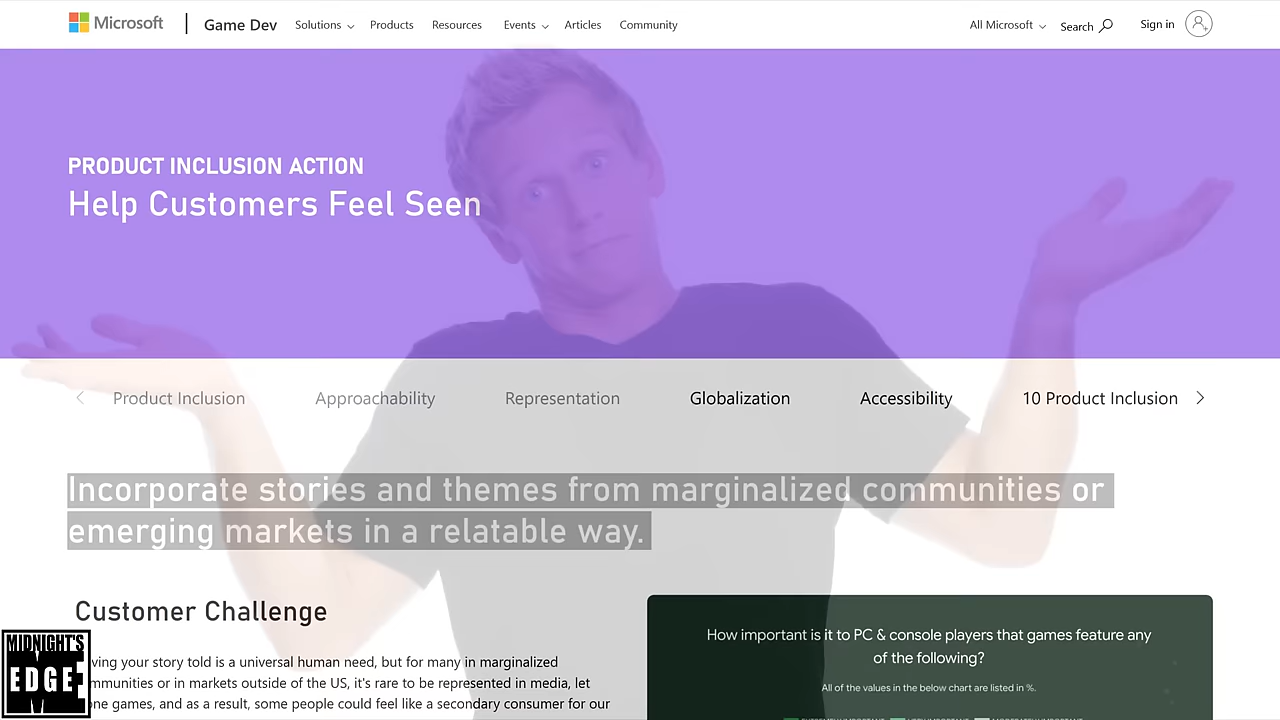 Microsoft
Game Dev
Solutions
Products
Resources
Events
Articles
Community
All Microsoft
Search
Sign in
PRODUCT INCLUSION ACTION
Help Customers Feel Seen
Product Inclusion
Approachability
Representation
Globalization
Accessibility
10 Product Inclusion
Incorporate stories and themes from marginalized communities or
emerging markets in a relatable way.
Customer Challenge
your story told is a universal human need, but for many in marginalized
or in markets outside of the US, it's rare to be represented in media, let
games, and as a result, some people could feel like a secondary consumer for our
How important is it to PC & console players that games feature any
of the following?
All of the values in the below chart are listed in %.
MIDNIGHT'S
EDGE